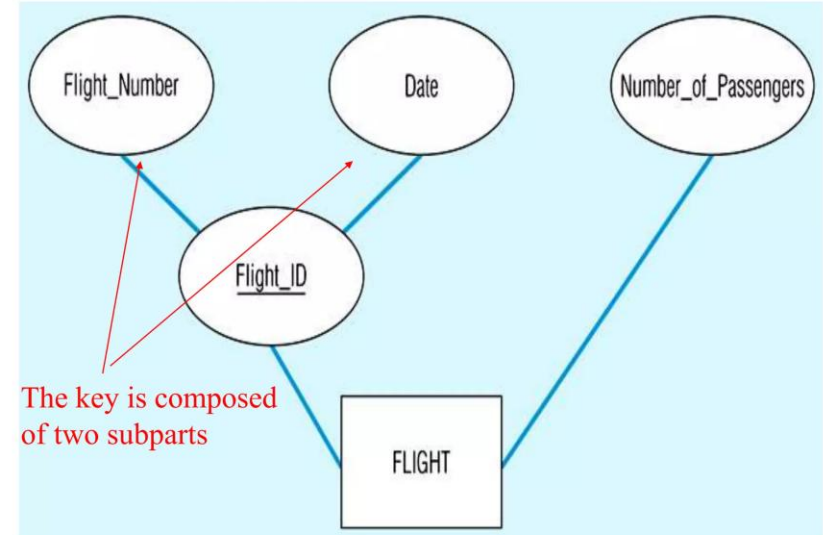 Flight_Number
Date
Number_of_Passengers
Flight_ID
The key is composed
of two subparts
FLIGHT